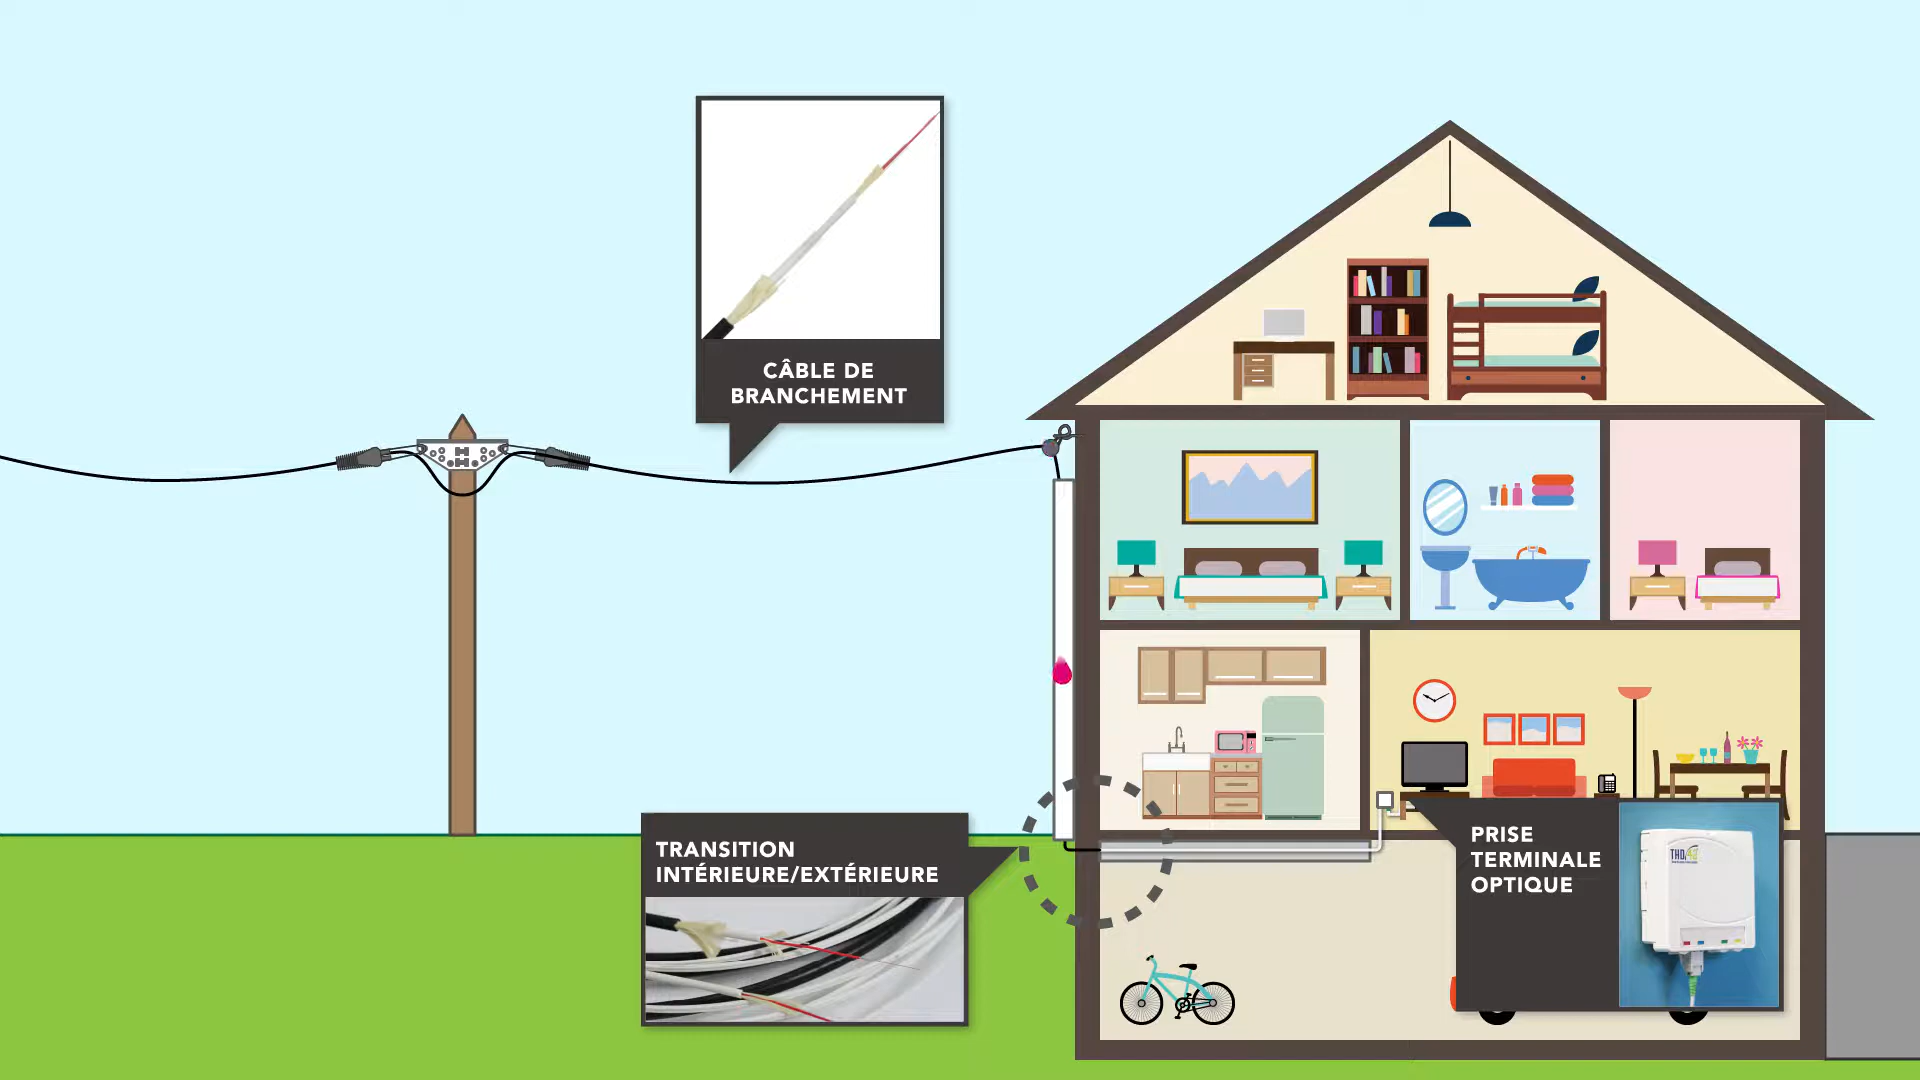 CÂBLE DE
BRANCHEMENT
TRANSITION
INTÉRIEURE/EXTÉRIEURE
PRISE
TERMINALE
OPTIQUE